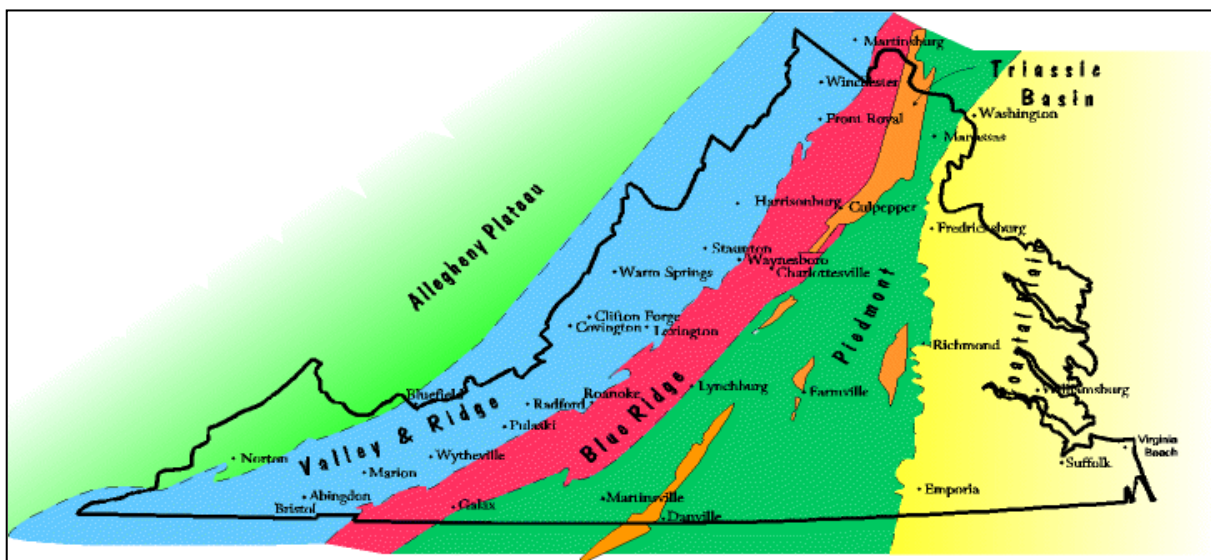 Martinsburg
Triassic
Basin
Winchester
Front Royal
Washington
Manassas
Harrisonburg
Culpepper
Fredricksburg
Staunton
Waynesboro
Charlottesville
Warm Springs
Allegheny Plateau
Clifton Forge
Covington
Lexington
Piedmont
Coastal Plain
Richmond
Bluefield
Roanoke
Radford
Lynchburg
Farmville
Williamsburg
Pulaski
Blue Ridge
Valley & Ridge
Norton
Wytheville
Marion
Virginia
Beach
Suffolk
Abingdon
Bristol
Galax
Martinsville
Danville
Emporia